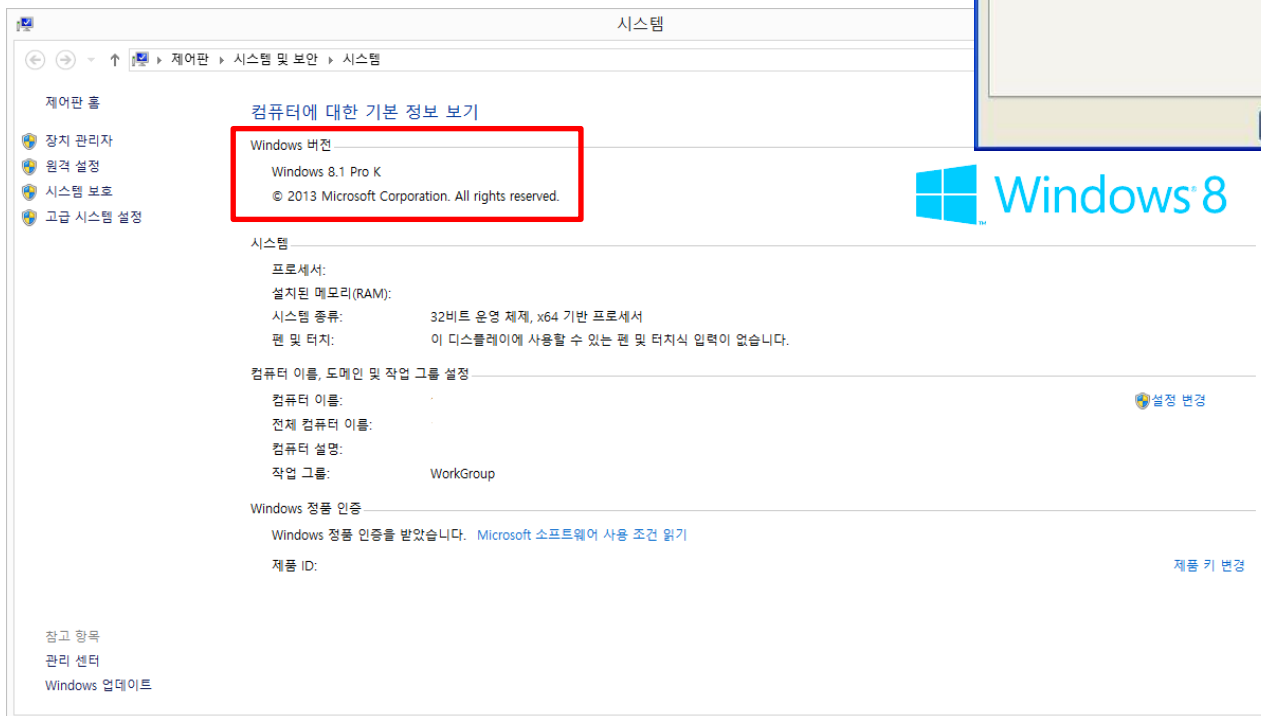 시스템
제어판 시스템 및 보안 시스템
제어판 홈
장치 관리자
원격 설정
시스템 보호
고급 시스템 설정
컴퓨터에 대한 기본 정보 보기
Windows 버전
Windows 8.1 Pro K
© 2013 Microsoft Corporation. All rights reserved.
Windows 8
시스템
프로세서:
설치된 메모리(RAM):
시스템 종류: 32비트 운영 체제, x64 기반 프로세서
펜 및 터치: 이 디스플레이에 사용할 수 있는 펜 및 터치식 입력이 없습니다.
컴퓨터 이름, 도메인 및 작업 그룹 설정
컴퓨터 이름: 설정 변경
전체 컴퓨터 이름:
컴퓨터 설명:
작업 그룹: WorkGroup
Windows 정품 인증
Windows 정품 인증을 받았습니다. Microsoft 소프트웨어 사용 조건 읽기
제품 ID: 제품 키 변경
참고 항목
관리 센터
Windows 업데이트